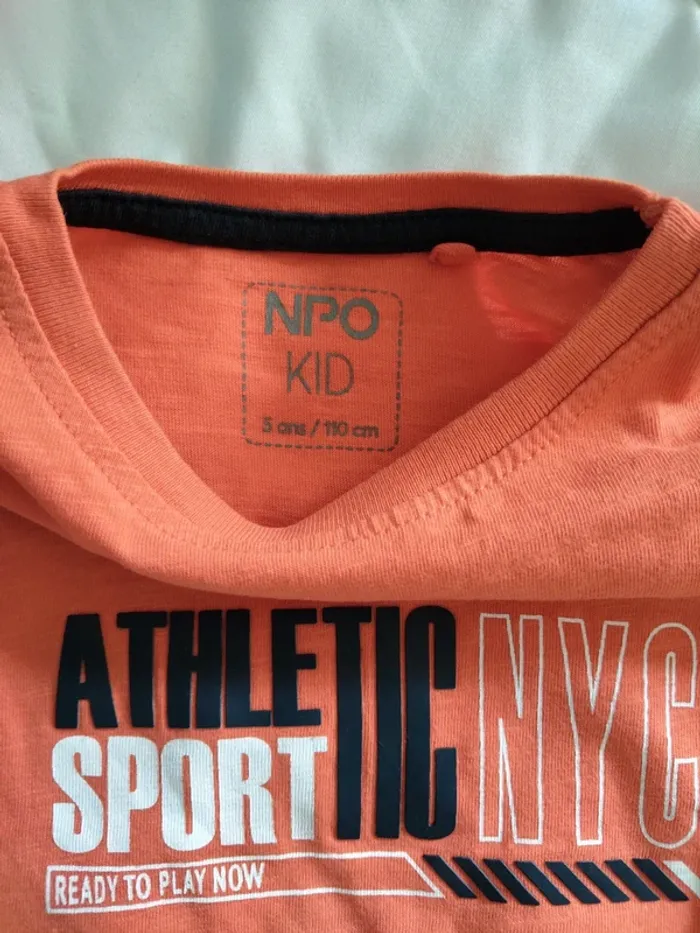 NPO
KID
5 ans / 110 cm
ATHLETIC NYC
SPORT
READY TO PLAY NOW